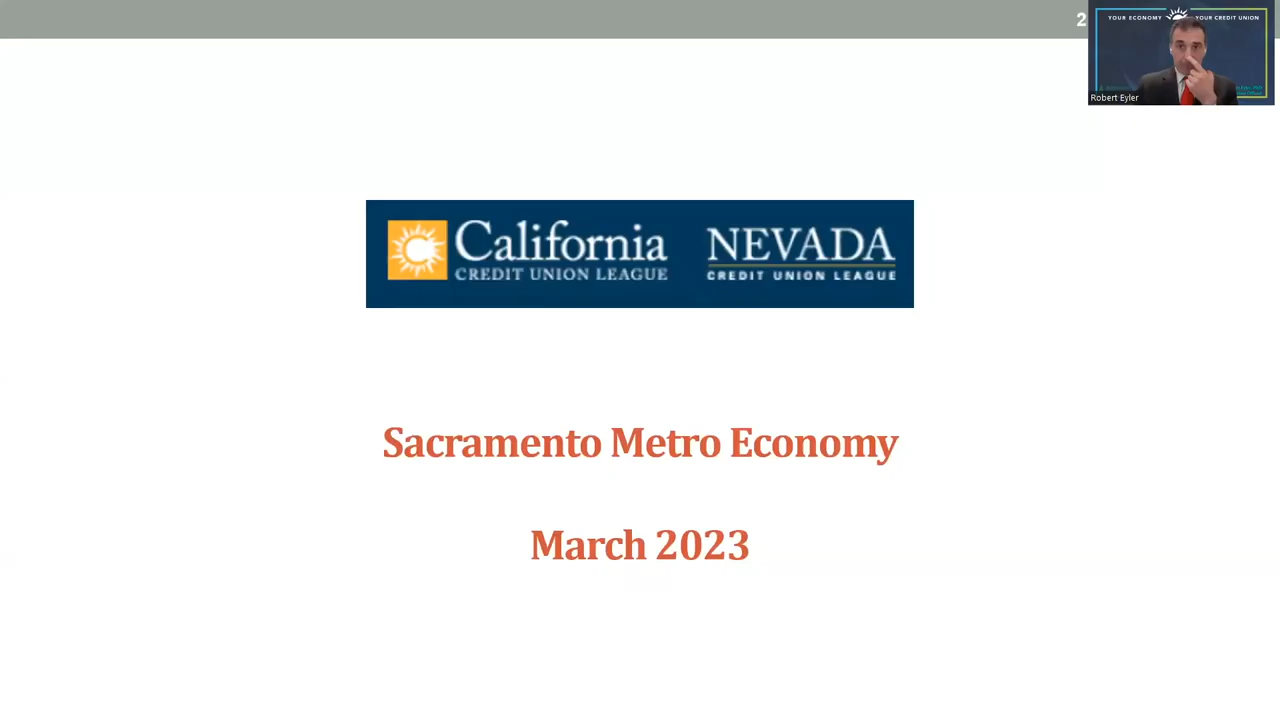 2
YOUR ECONOMY YOUR CREDIT UNION
Robert Eyler
California NEVADA
CREDIT UNION LEAGUE CREDIT UNION LEAGUE
Sacramento Metro Economy
March 2023